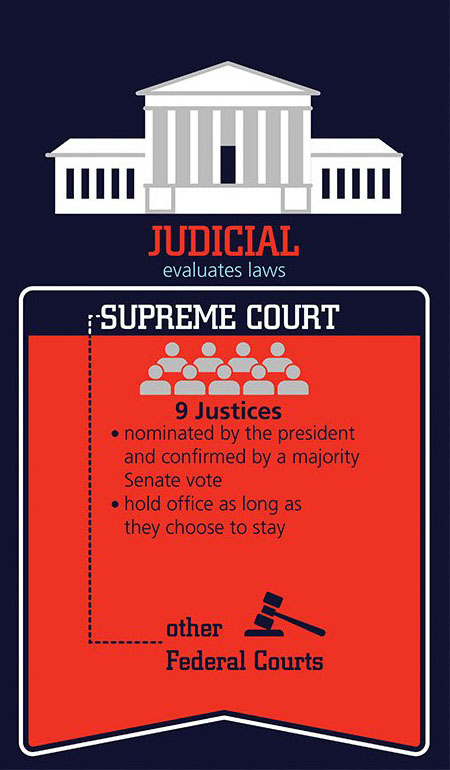 JUDICIAL
evaluates laws
SUPREME COURT
9 Justices
• nominated by the president
and confirmed by a majority
Senate vote
• hold office as long as
they choose to stay
other
Federal Courts